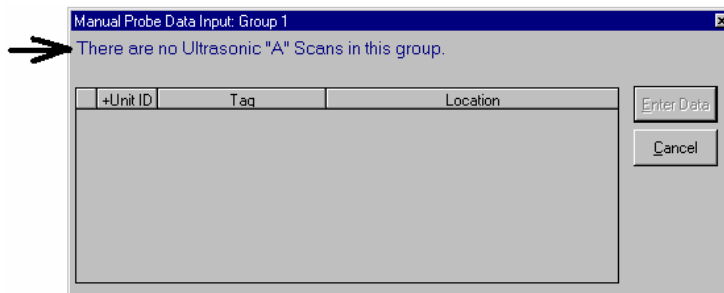 Manual Probe Data Input: Group 1
There are no Ultrasonic "A" Scans in this group.
+Unit ID Tag Location
Enter Data
Cancel